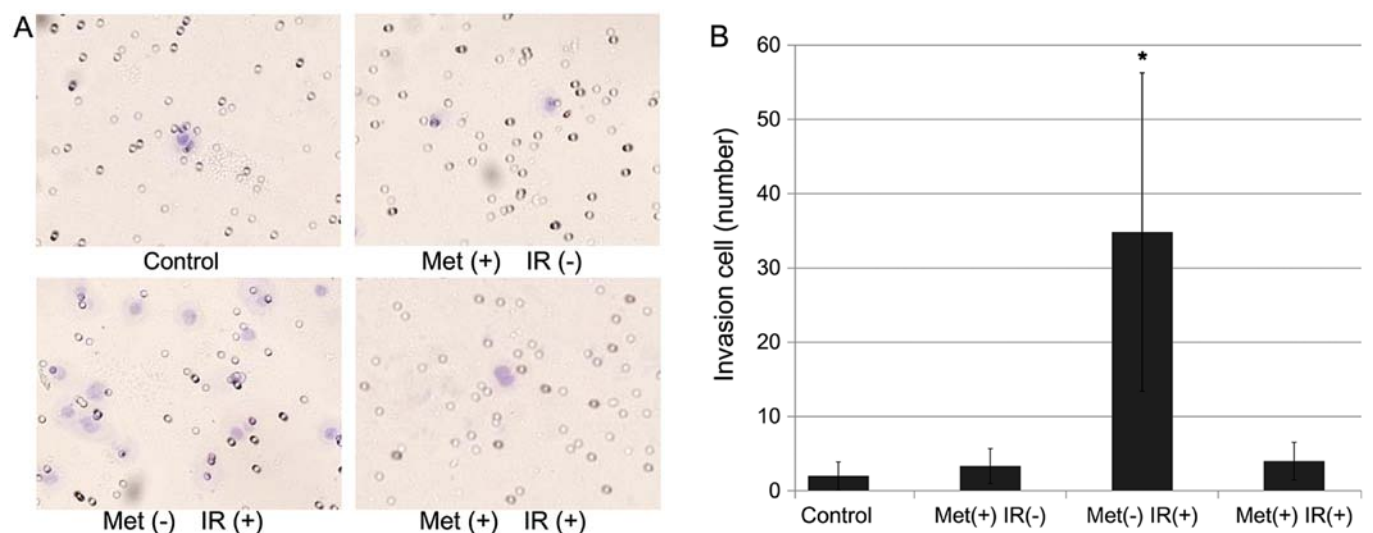 A
Control
Met (+) IR (-)
Met (-) IR (+)
Met (+) IR (+)
B
Invasion cell (number)
60
50
40
30
20
10
0
*
Control
Met(+) IR(-)
Met(-) IR(+)
Met(+) IR(+)